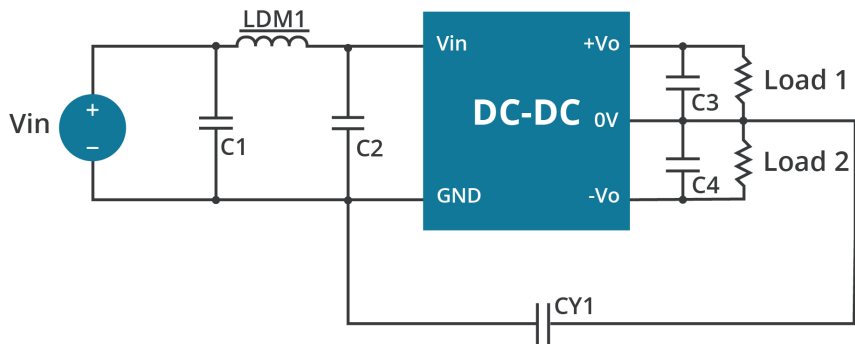 LDM1
Vin
+
−
C1
C2
Vin
GND
DC-DC
+Vo
0V
-Vo
C3
C4
Load 1
Load 2
CY1